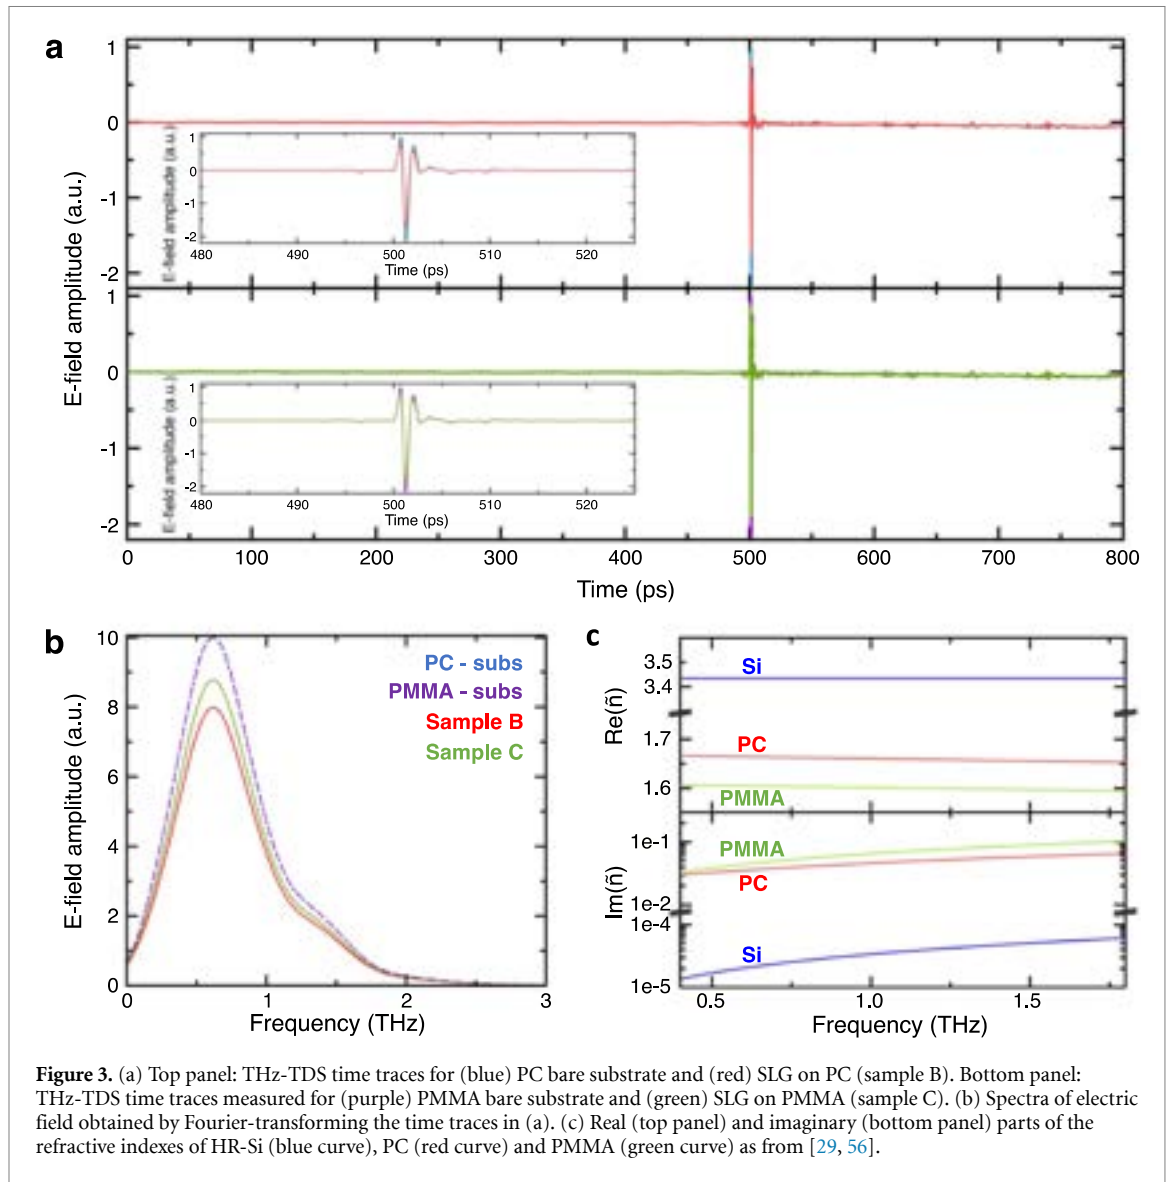 a
1
0
-1
-2
E-field amplitude (a.u.)
1
0
-1
-2
480 490 500 510 520
Time (ps)
1
0
-1
-2
E-field amplitude (a.u.)
E-field amplitude (a.u.)
1
0
-1
-2
480 490 500 510 520
Time (ps)
0 100 200 300 400 500 600 700 800
Time (ps)
b
10
8
6
4
2
0
E-field amplitude (a.u.)
PC - subs
PMMA - subs
Sample B
Sample C
0 1 2 3
Frequency (THz)
c
3.5
3.4
1.7
1.6
Re(ñ)
Si
PC
PMMA
1e-1
1e-2
1e-4
1e-5
Im(ñ)
PMMA
PC
Si
0.5 1.0 1.5
Frequency (THz)
Figure 3. (a) Top panel: THz-TDS time traces for (blue) PC bare substrate and (red) SLG on PC (sample B). Bottom panel:
THz-TDS time traces measured for (purple) PMMA bare substrate and (green) SLG on PMMA (sample C). (b) Spectra of electric
field obtained by Fourier-transforming the time traces in (a). (c) Real (top panel) and imaginary (bottom panel) parts of the
refractive indexes of HR-Si (blue curve), PC (red curve) and PMMA (green curve) as from [29, 56].